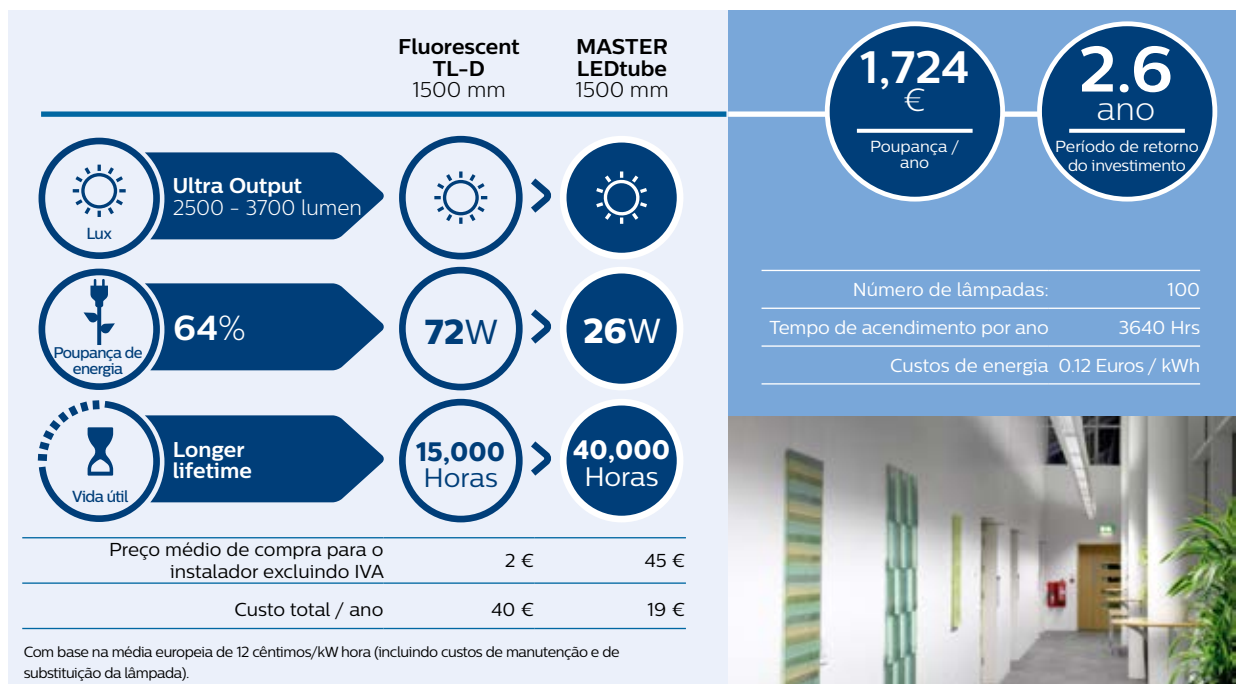 Fluorescent
TL-D
1500 mm
MASTER
LEDtube
1500 mm
Lux
Ultra Output
2500 - 3700 lumen
>
Poupança de
energia
64%
72W
>
26W
Vida útil
Longer
lifetime
15,000
Horas
>
40,000
Horas
Preço médio de compra para o
instalador excluindo IVA
2 €
45 €
Custo total / ano
40 €
19 €
Com base na média europeia de 12 cêntimos/kW hora (incluindo custos de manutenção e de
substituição da lâmpada).
1,724
€
Poupança /
ano
2.6
ano
Período de retorno
do investimento
Número de lâmpadas: 100
Tempo de acendimento por ano 3640 Hrs
Custos de energia 0.12 Euros / kWh